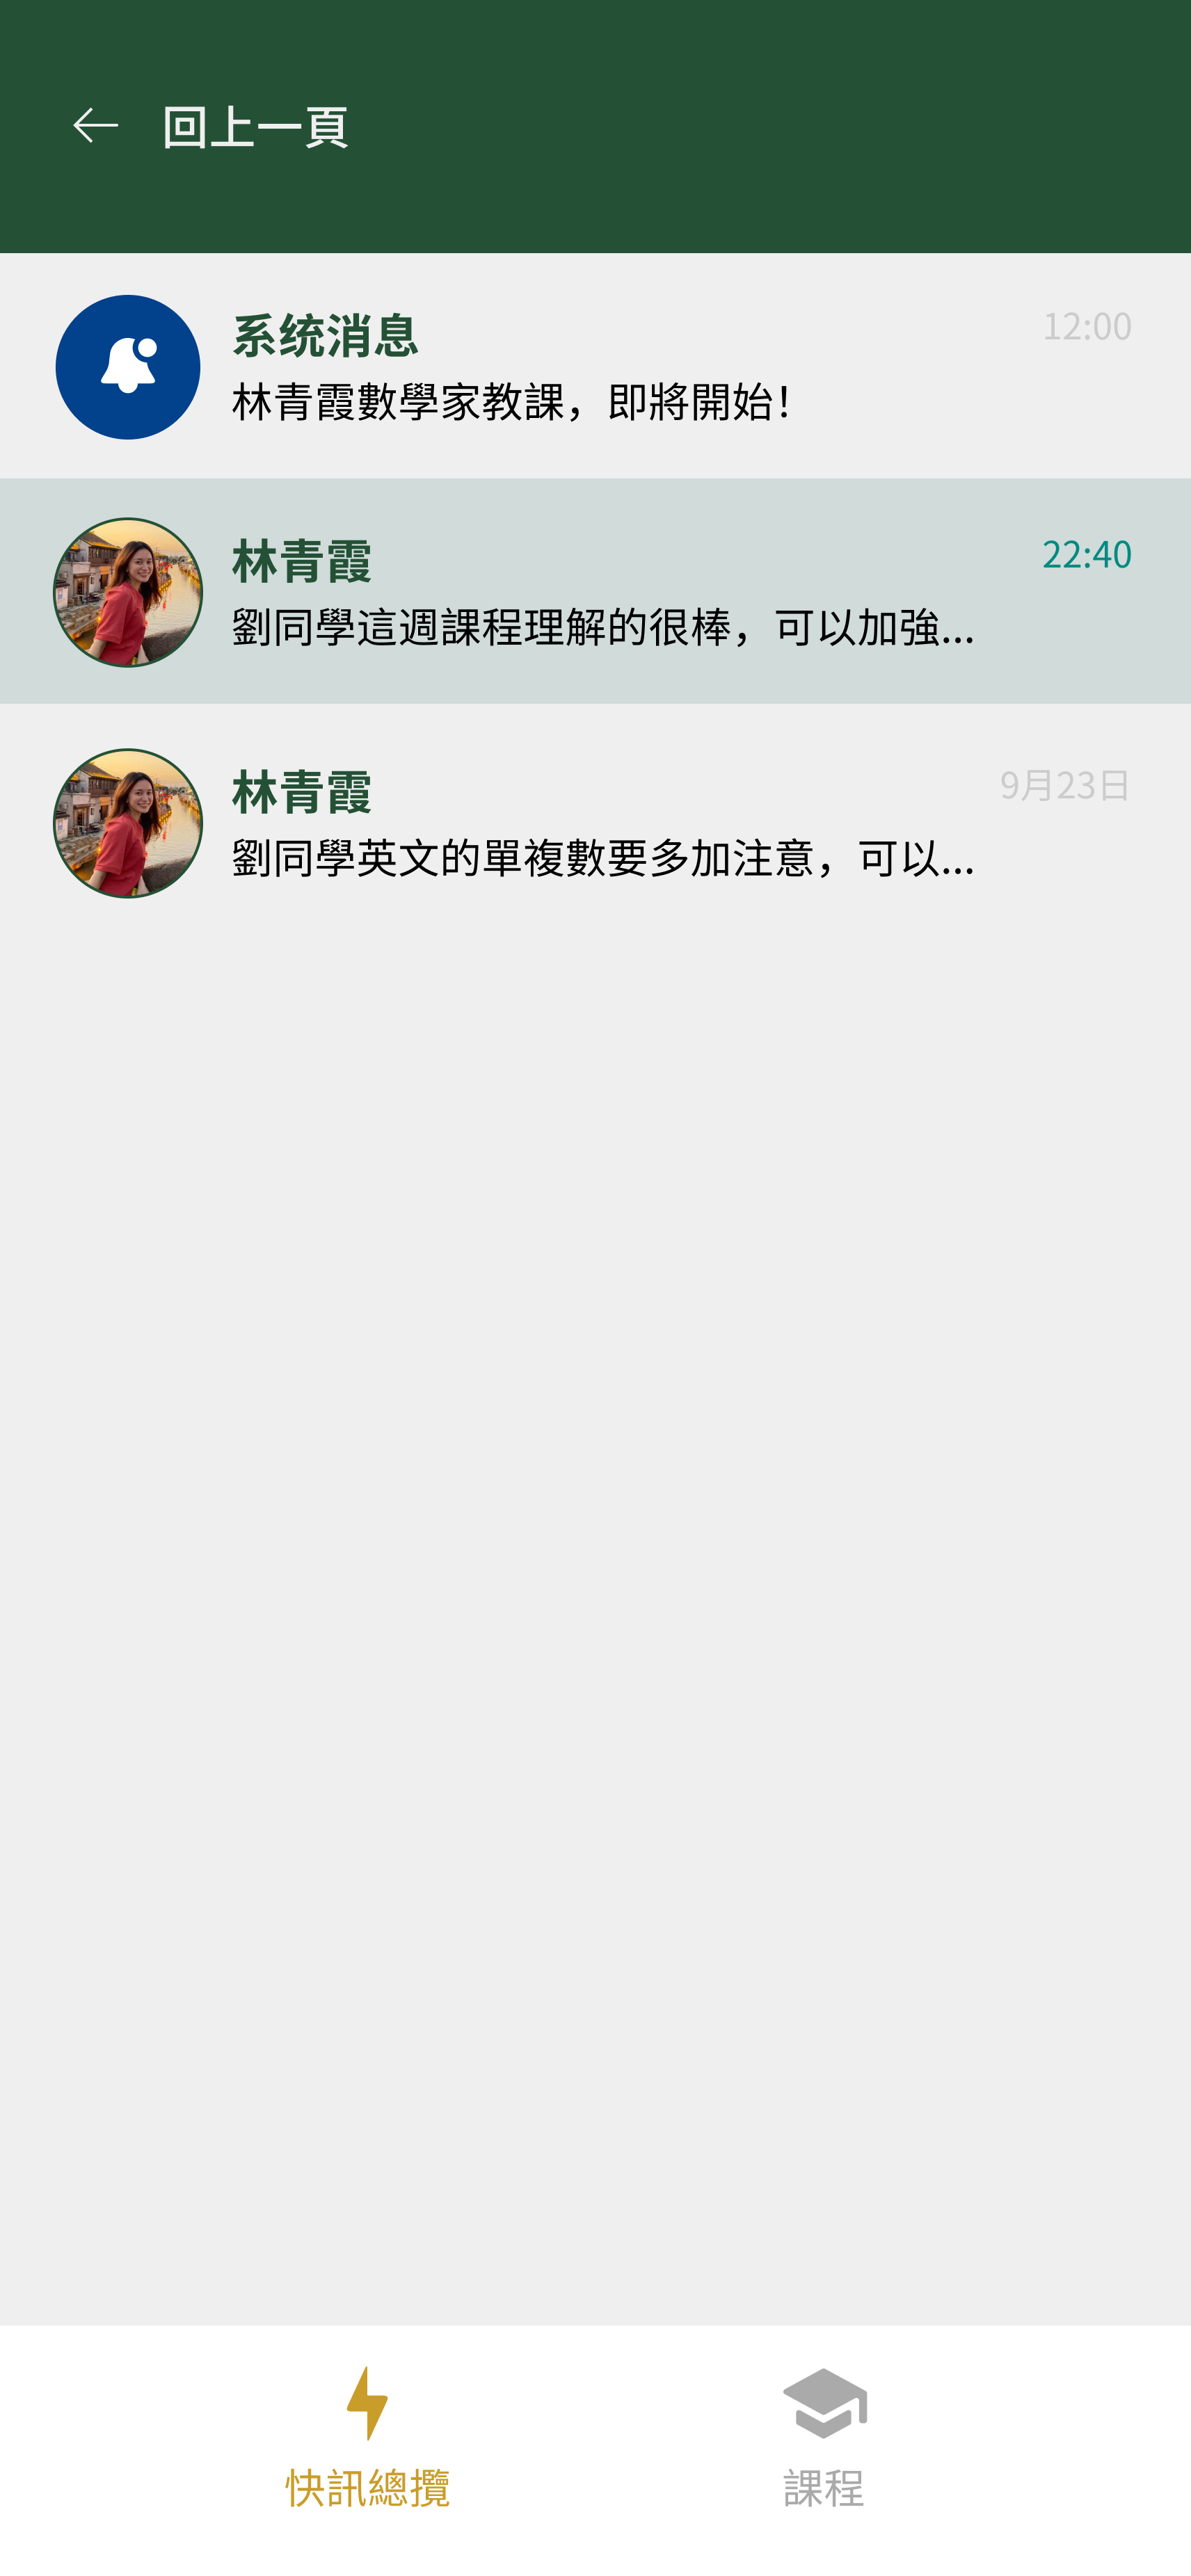 回上一頁
系统消息
12:00
林青霞數學家教課，即將開始！
林青霞
22:40
劉同學這週課程理解的很棒，可以加強...
林青霞
9月23日
劉同學英文的單複數要多加注意，可以...
快訊總攬
課程